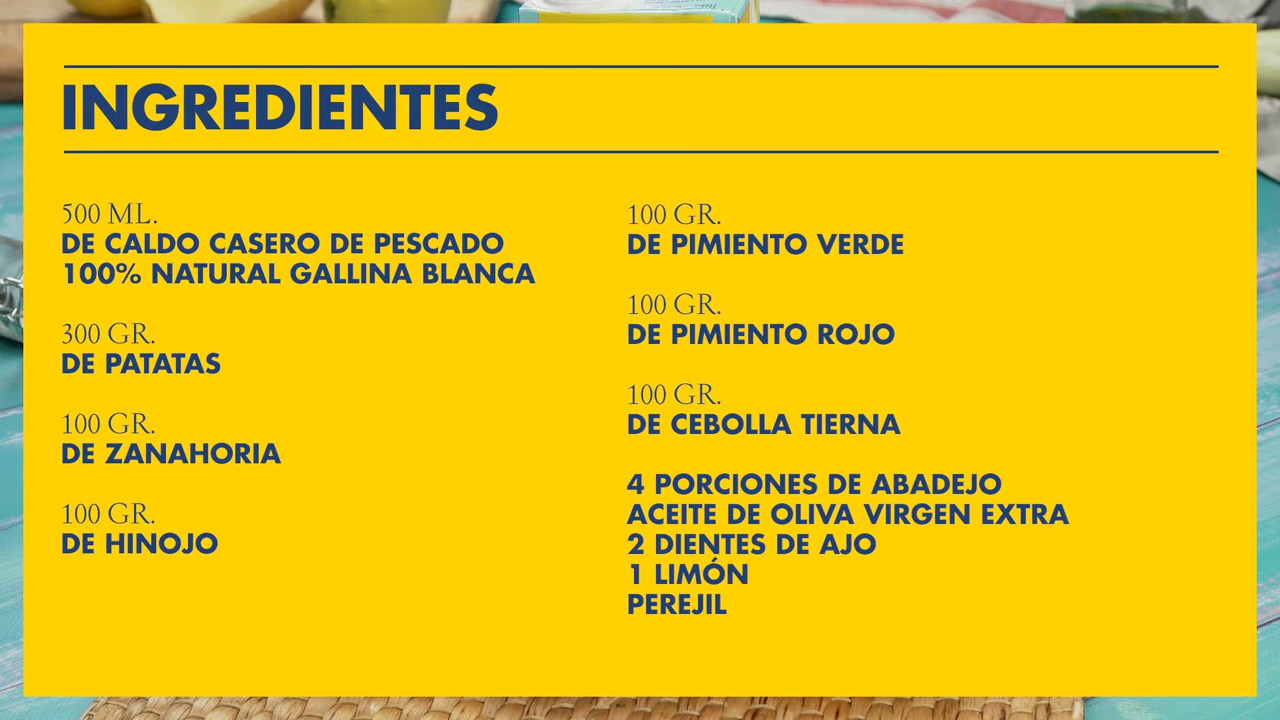 INGREDIENTES
500 ML.
DE CALDO CASERO DE PESCADO
100% NATURAL GALLINA BLANCA
300 GR.
DE PATATAS
100 GR.
DE ZANAHORIA
100 GR.
DE HINOJO
100 GR.
DE PIMIENTO VERDE
100 GR.
DE PIMIENTO ROJO
100 GR.
DE CEBOLLA TIERNA
4 PORCIONES DE ABADEJO
ACEITE DE OLIVA VIRGEN EXTRA
2 DIENTES DE AJO
1 LIMÓN
PEREJIL